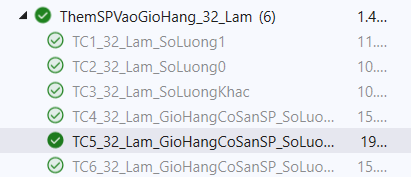 ThemSPVaoGioHang_32_Lam (6) 1.4...
TC1_32_Lam_SoLuong1 11....
TC2_32_Lam_SoLuong0 10....
TC3_32_Lam_SoLuongKhac 10....
TC4_32_Lam_GioHangCoSanSP_SoLuo... 15....
TC5_32_Lam_GioHangCoSanSP_SoLuo... 19....
TC6_32_Lam_GioHangCoSanSP_SoLuo... 15....